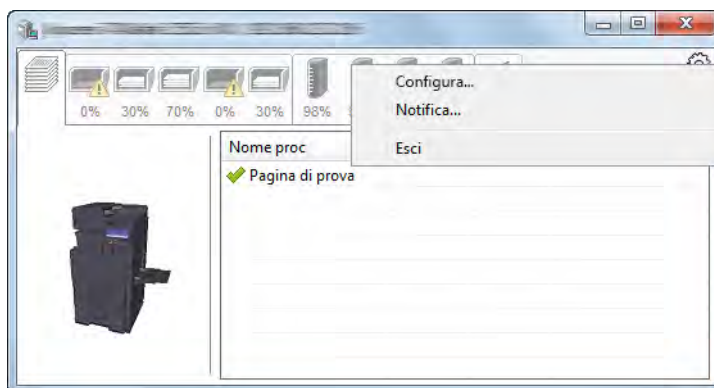 Configura...
Notifica...
Esci
0% 30% 70% 0% 30% 98%
Nome proc
Pagina di prova